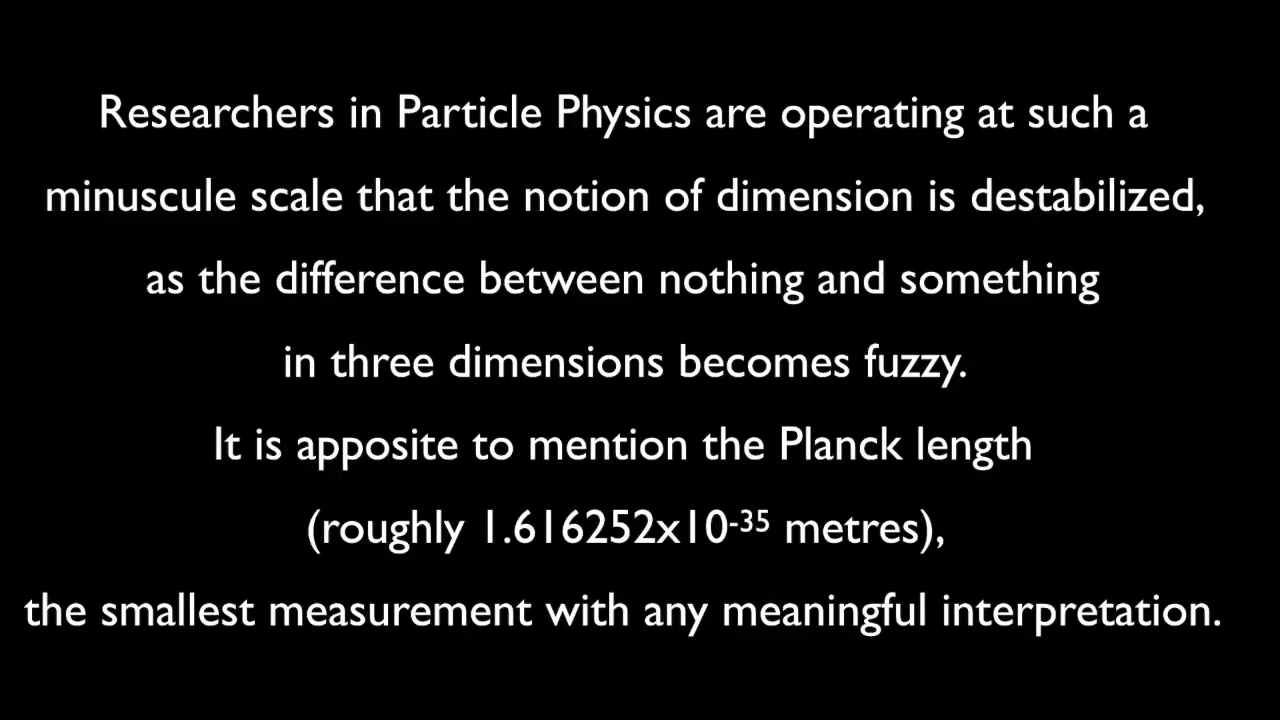 Researchers in Particle Physics are operating at such a
minuscule scale that the notion of dimension is destabilized,
as the difference between nothing and something
in three dimensions becomes fuzzy.
It is apposite to mention the Planck length
(roughly 1.616252x10⁻³⁵ metres),
the smallest measurement with any meaningful interpretation.